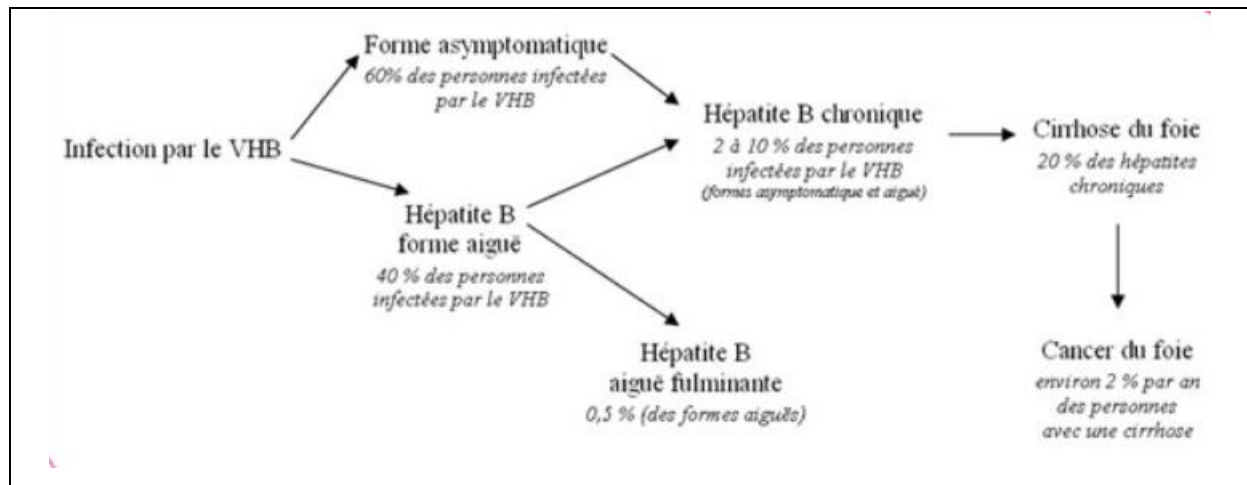 Forme asymptomatique
60% des personnes infectées
par le VHB
Infection par le VHB
Hépatite B
forme aiguë
40 % des personnes
infectées par le VHB
Hépatite B chronique
2 à 10 % des personnes
infectées par le VHB
(formes asymptomatique et aiguë)
Cirrhose du foie
20 % des hépatites
chroniques
Hépatite B
aiguë fulminante
0,5 % (des formes aiguës)
Cancer du foie
environ 2 % par an
des personnes
avec une cirrhose